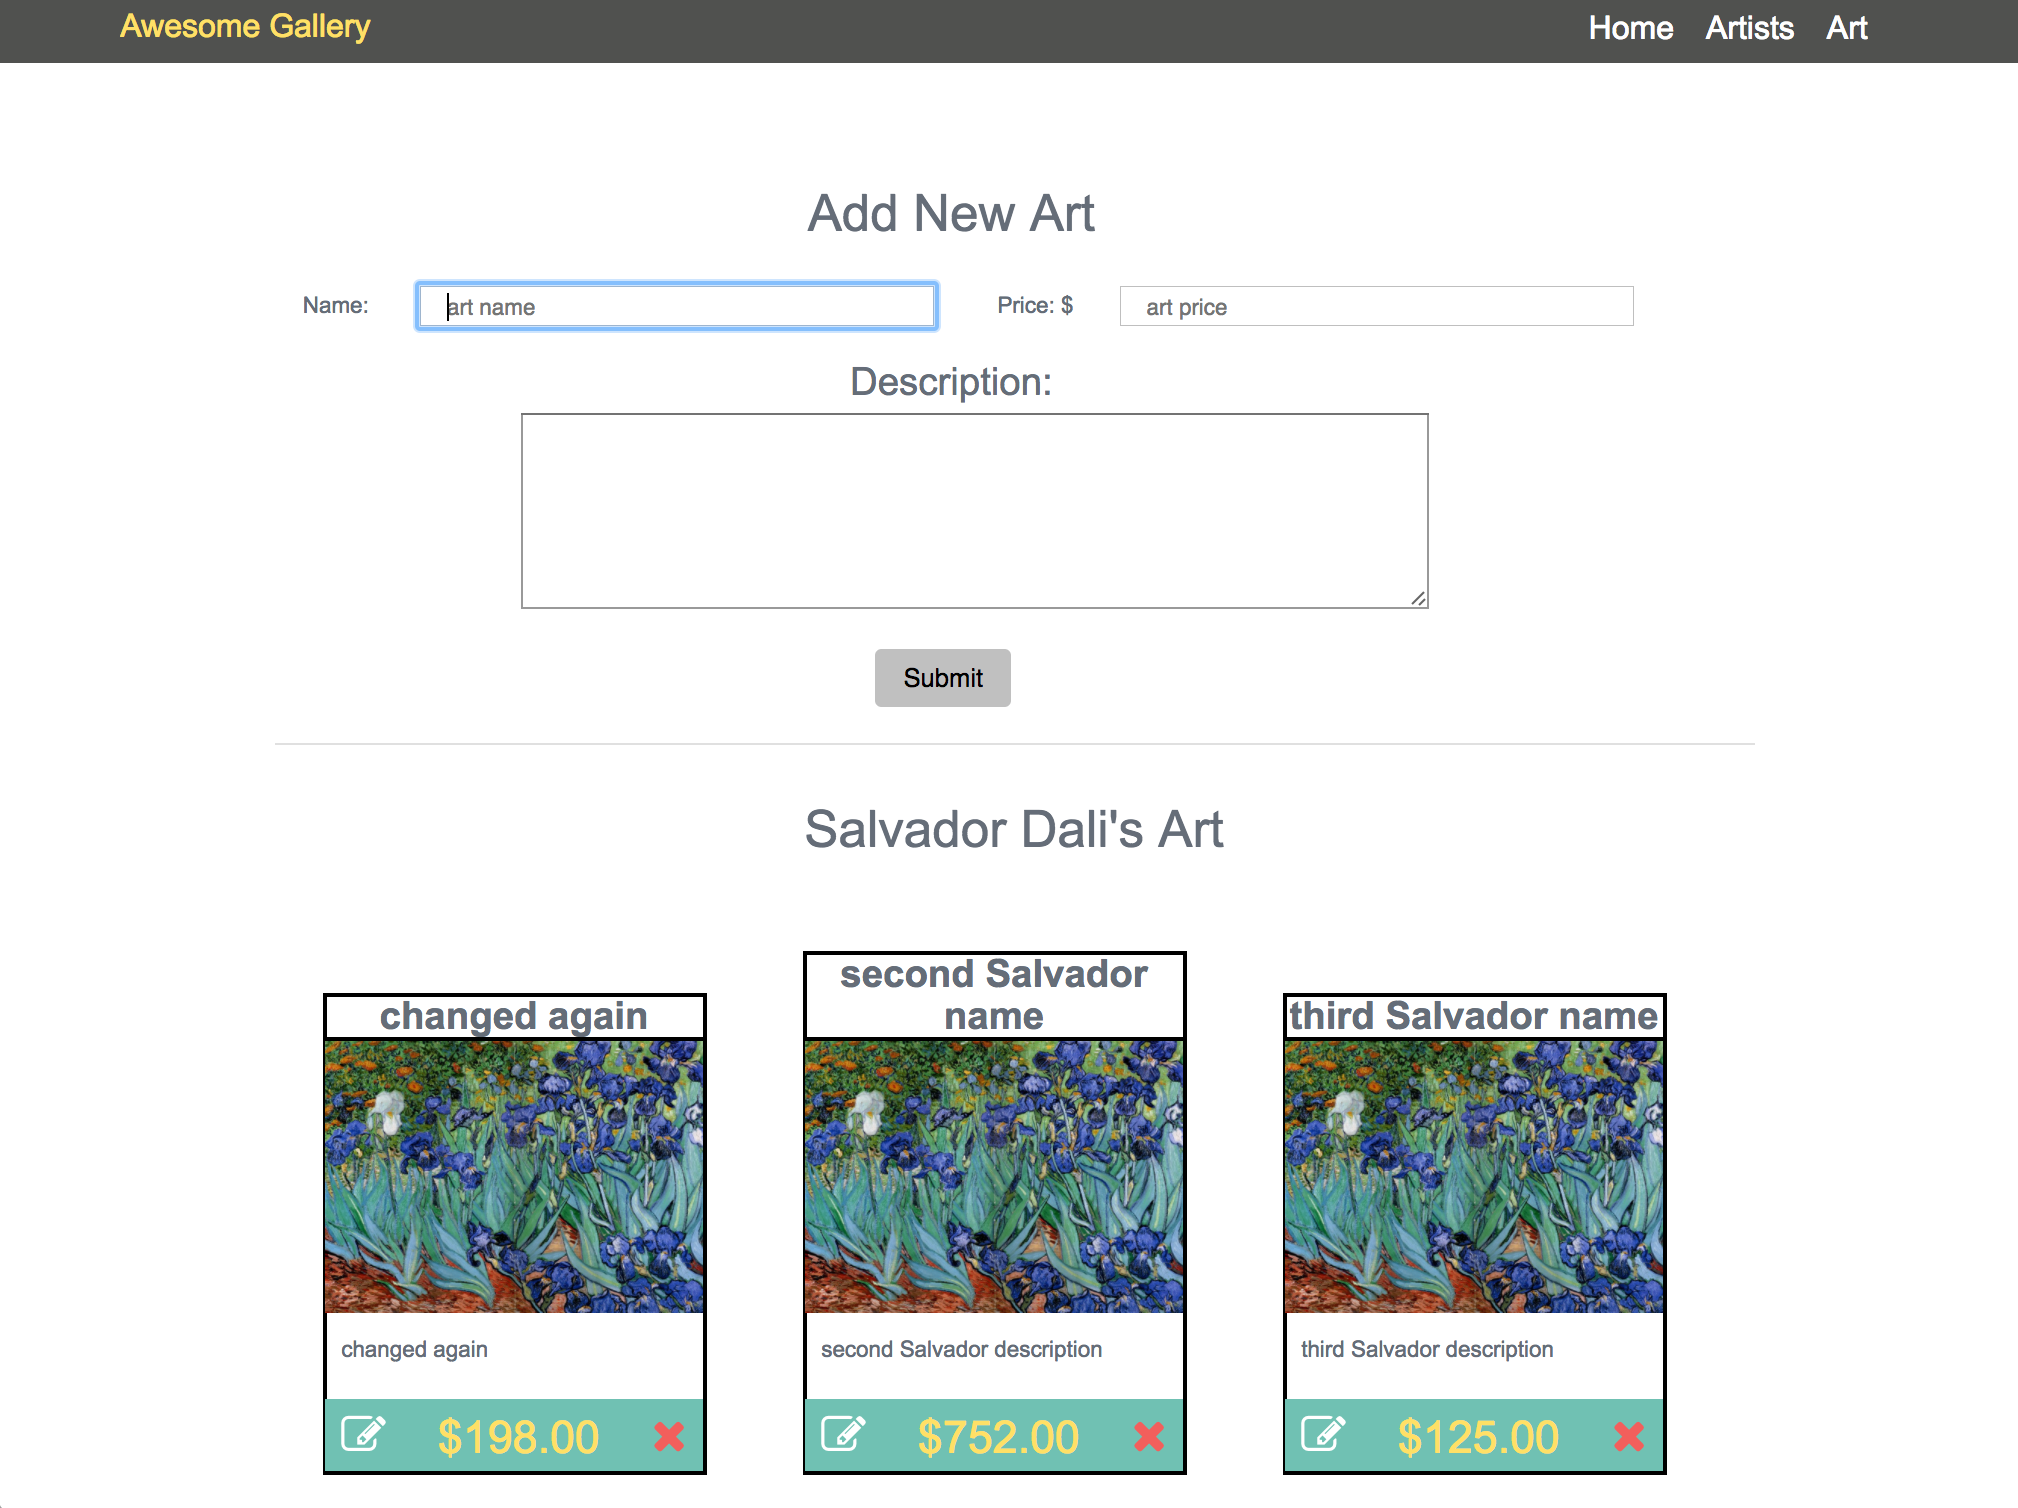 Awesome Gallery
Home Artists Art
Add New Art
Name: art name Price: $ art price
Description:
Submit
Salvador Dali's Art
changed again
second Salvador
name
third Salvador name
changed again
second Salvador description
third Salvador description
$198.00
$752.00
$125.00